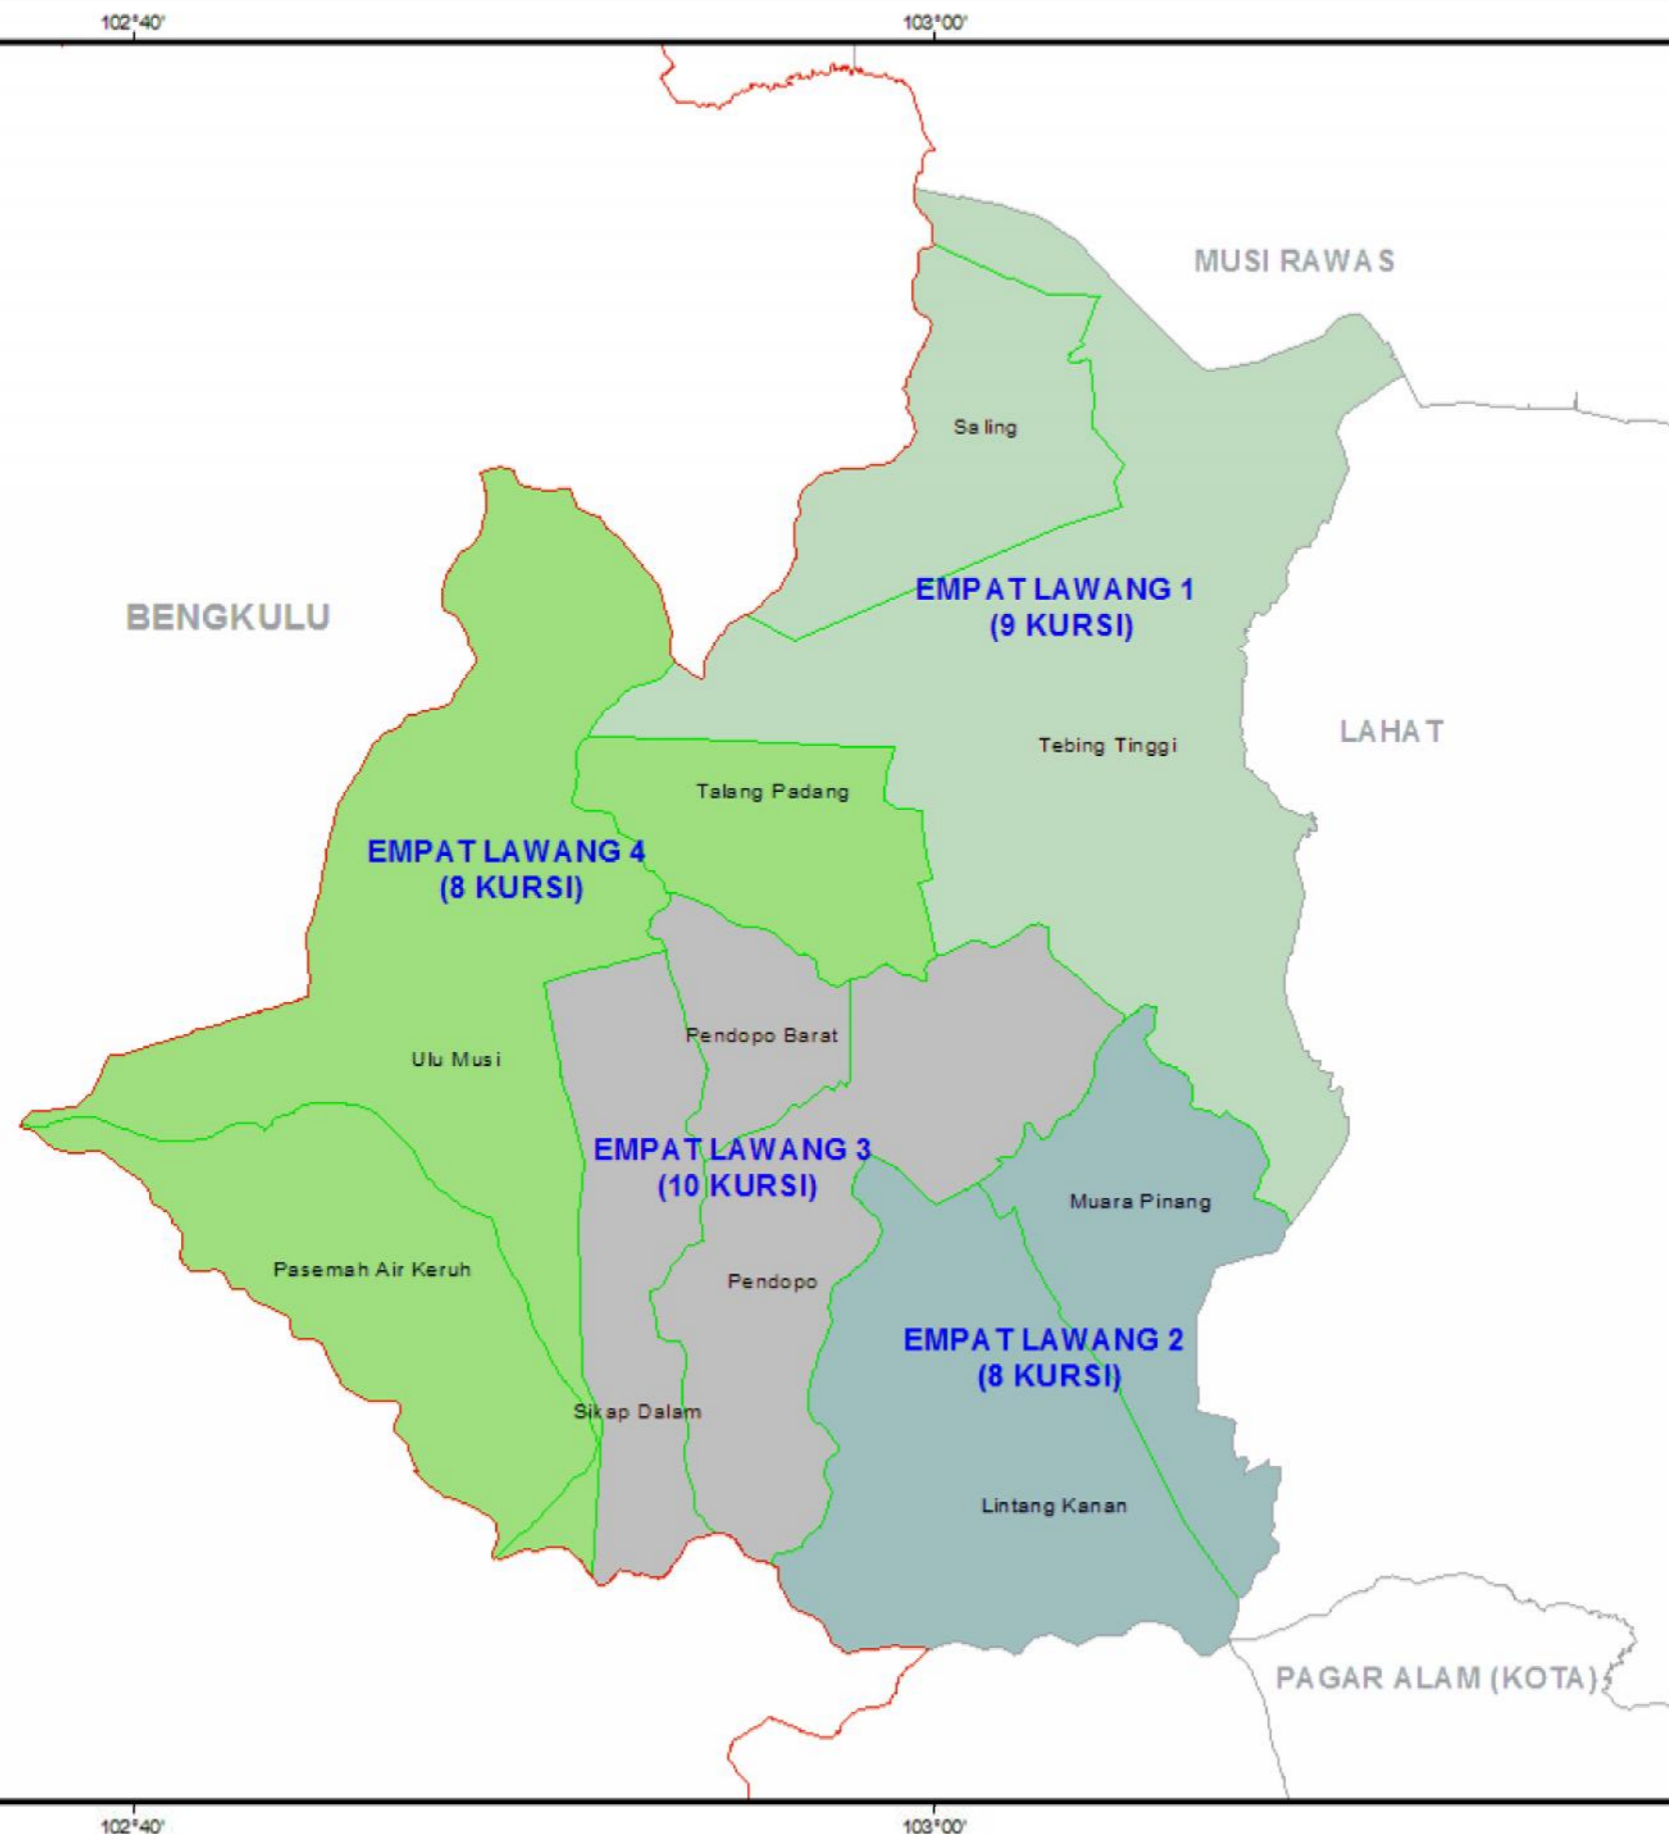 102°40'
103°00'
MUSI RAWAS
Saling
EMPAT LAWANG 1
(9 KURSI)
BENGKULU
LAHAT
Tebing Tinggi
Talang Padang
EMPAT LAWANG 4
(8 KURSI)
Pendopo Barat
Ulu Musi
EMPAT LAWANG 3
(10 KURSI)
Muara Pinang
Pasemah Air Keruh
Pendopo
EMPAT LAWANG 2
(8 KURSI)
Sikap Dalam
Lintang Kanan
PAGAR ALAM (KOTA)
102°40'
103°00'